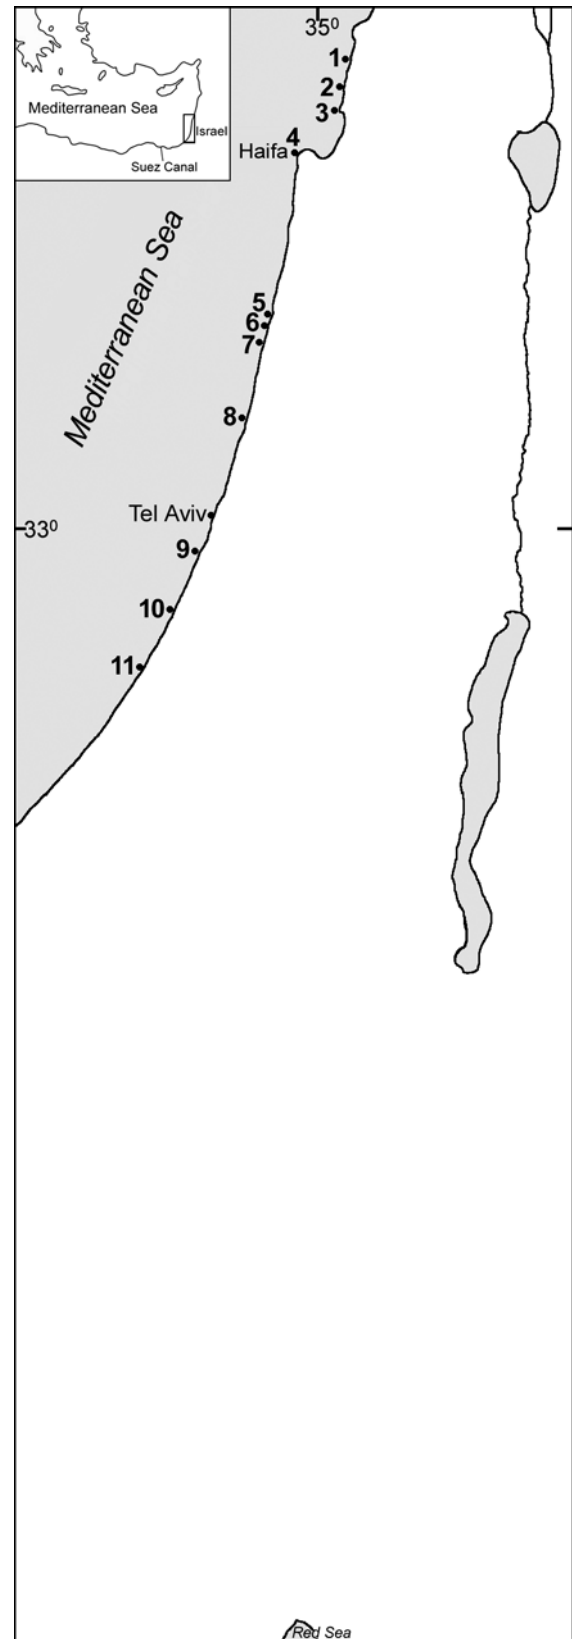 35⁰
1
2
3
4
Haifa
Mediterranean Sea
Israel
Suez Canal
Mediterranean Sea
5
6
7
8
Tel Aviv
33⁰
9
10
11
Red Sea